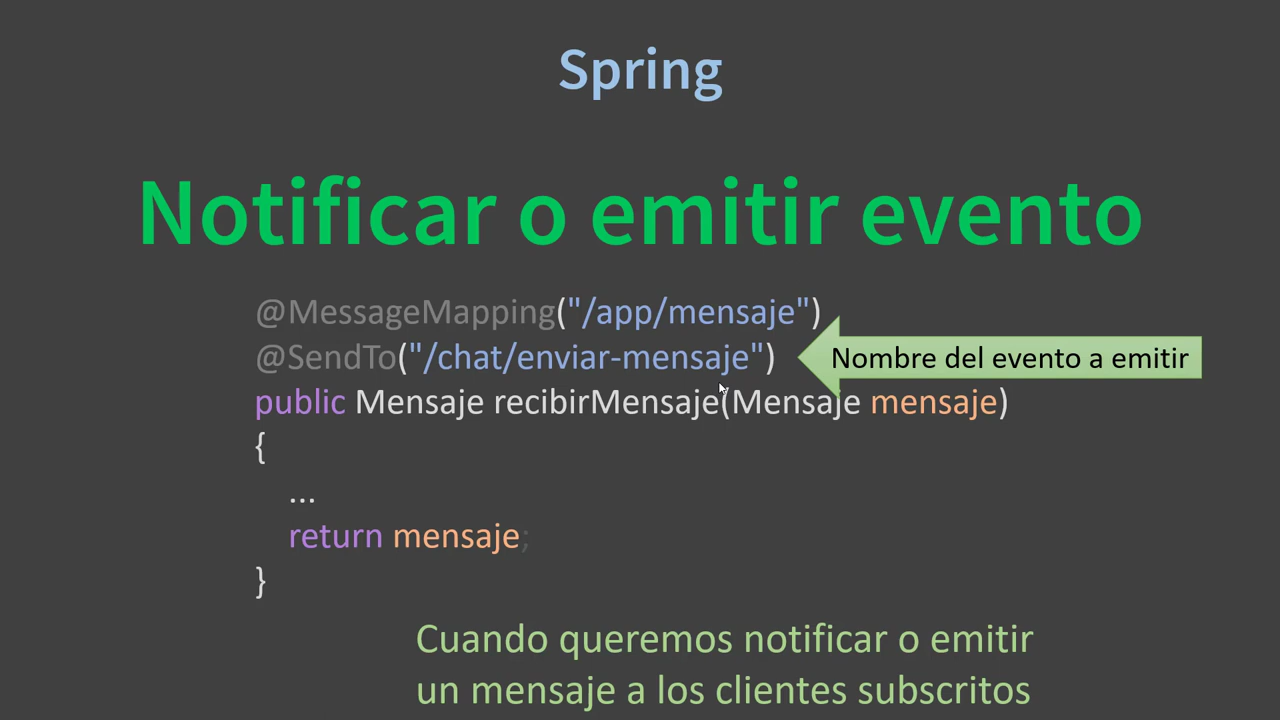 Spring
Notificar o emitir evento
@MessageMapping("/app/mensaje")
@SendTo("/chat/enviar-mensaje")
Nombre del evento a emitir
public Mensaje recibirMensaje(Mensaje mensaje)
{
...
return mensaje;
}
Cuando queremos notificar o emitir
un mensaje a los clientes subscritos